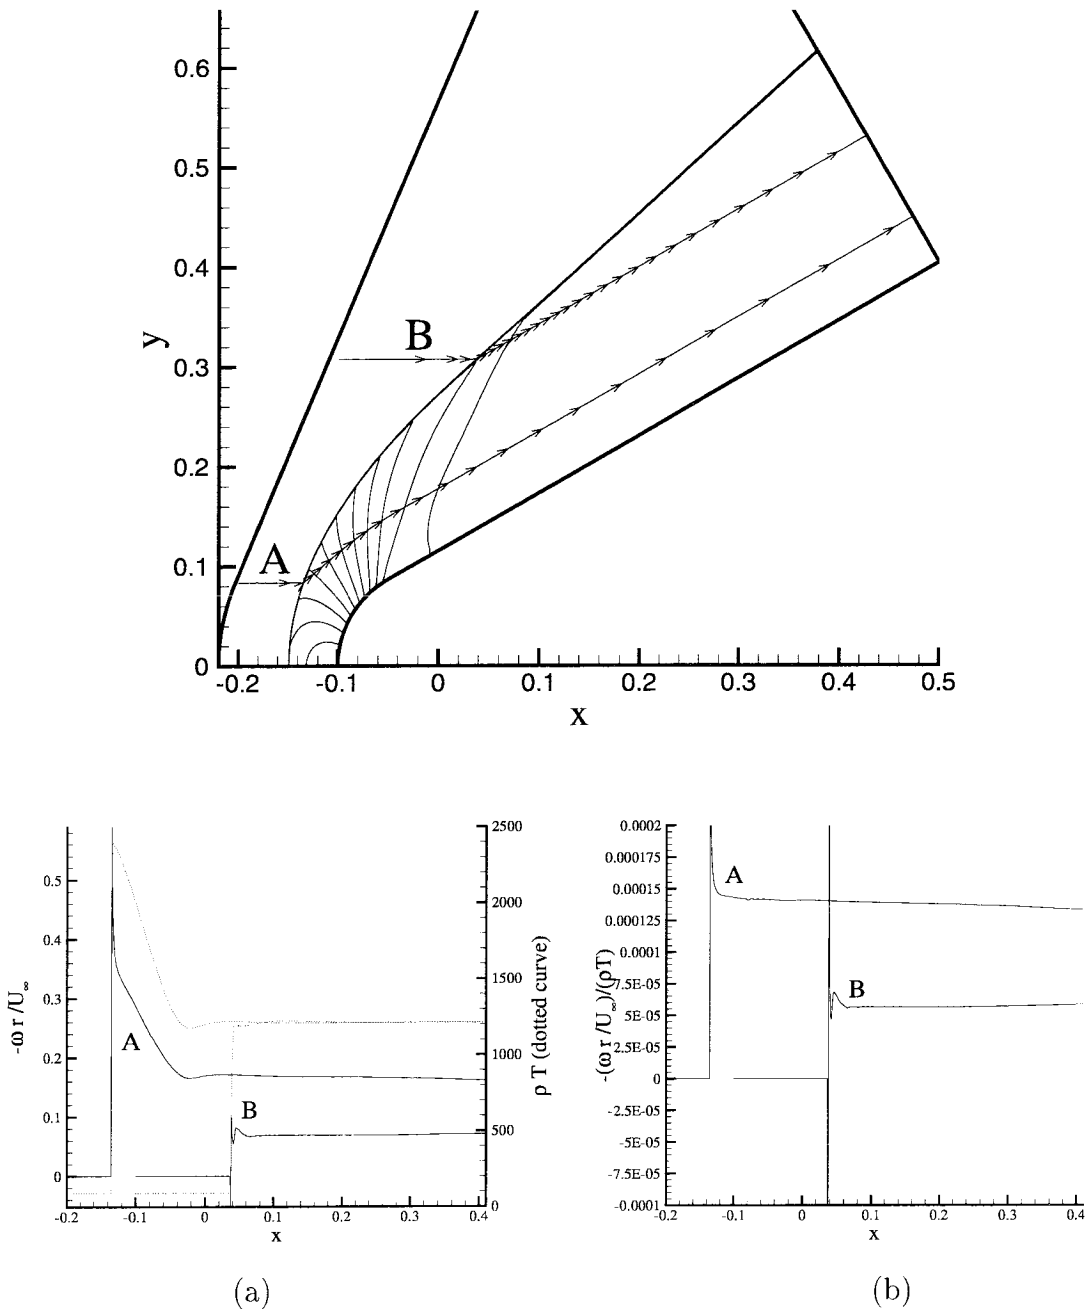 0.6
0.5
0.4
0.3
0.2
0.1
0
y
B
A
-0.2 -0.1 0 0.1 0.2 0.3 0.4 0.5
x
0.5
0.4
0.3
0.2
0.1
0
-ω r /U∞
A
B
2500
2000
1500
1000
500
0
ρ T (dotted curve)
-0.2 -0.1 0 0.1 0.2 0.3 0.4
x
0.0002
0.000175
0.00015
0.000125
0.0001
7.5E-05
5E-05
2.5E-05
0
-2.5E-05
-5E-05
-7.5E-05
-0.0001
-(ω r /U∞)/(ρT)
A
B
-0.2 -0.1 0 0.1 0.2 0.3 0.4
x
(a) (b)